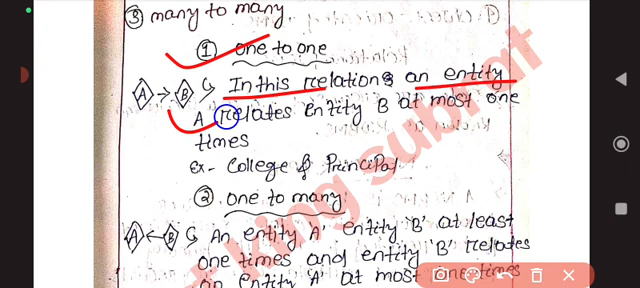 ③ many to many
① one to one
A → B ↳ In this relations an entity
A relates entity B at most one
times
ex- College & Principal
② one to many
A ← B ↳ An entity A' entity 'B' at least
one times and entity 'B' relates
an entity 'A' at most one times
king subrat